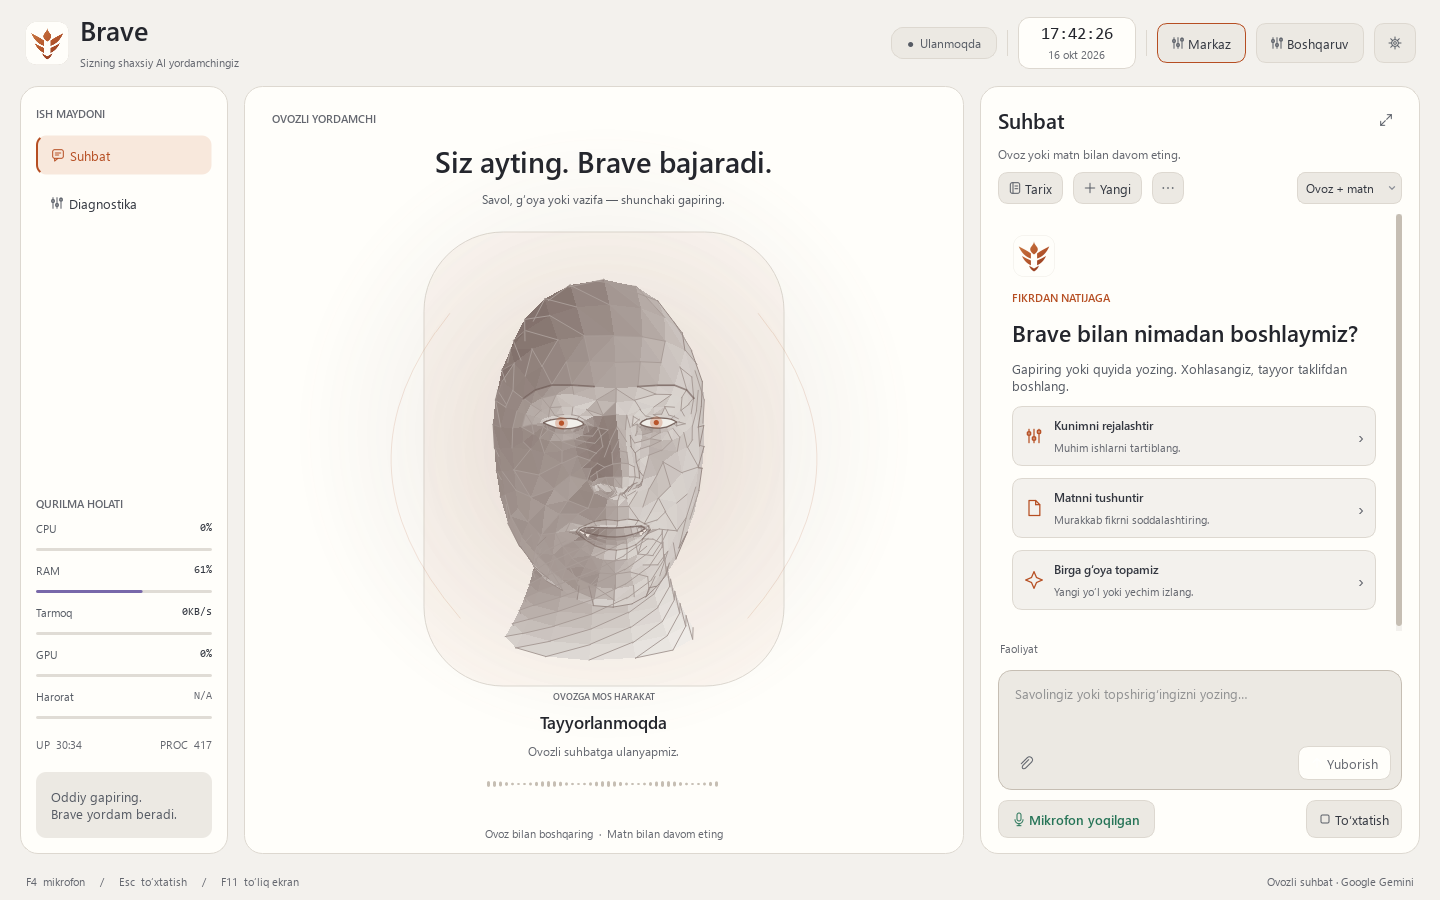 Brave
Sizning shaxsiy AI yordamchingiz
Ulanmoqda
17:42:26
16 okt 2026
Markaz
Boshqaruv
ISH MAYDONI
Suhbat
Diagnostika
QURILMA HOLATI
CPU 0%
RAM 61%
Tarmoq 0KB/s
GPU 0%
Harorat N/A
UP 30:34 PROC 417
Oddiy gapiring.
Brave yordam beradi.
OVOZLI YORDAMCHI
Siz ayting. Brave bajaradi.
Savol, g‘oya yoki vazifa — shunchaki gapiring.
OVOZGA MOS HARAKAT
Tayyorlanmoqda
Ovozli suhbatga ulanyapmiz.
Ovoz bilan boshqaring · Matn bilan davom eting
Suhbat
Ovoz yoki matn bilan davom eting.
Tarix
Yangi
Ovoz + matn
FIKRDAN NATIJAGA
Brave bilan nimadan boshlaymiz?
Gapiring yoki quyida yozing. Xohlasangiz, tayyor taklifdan
boshlang.
Kunimni rejalashtir
Muhim ishlarni tartiblang.
Matnni tushuntir
Murakkab fikrni soddalashtiring.
Birga g‘oya topamiz
Yangi yo‘l yoki yechim izlang.
Faoliyat
Savolingiz yoki topshirig‘ingizni yozing…
Yuborish
Mikrofon yoqilgan
To‘xtatish
F4 mikrofon / Esc to‘xtatish / F11 to‘liq ekran
Ovozli suhbat · Google Gemini